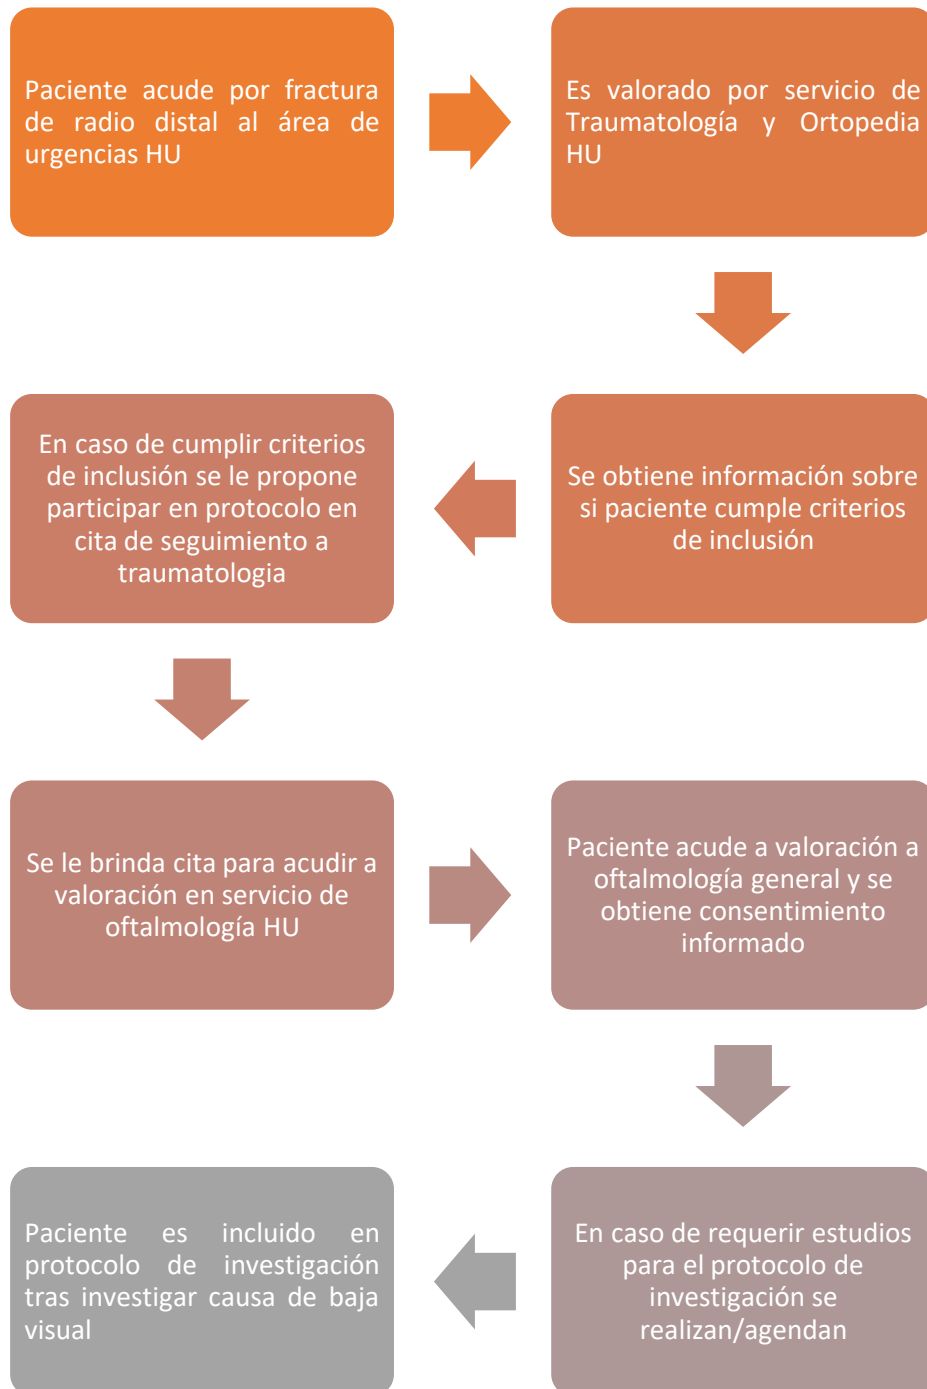 Paciente acude por fractura
de radio distal al área de
urgencias HU
Es valorado por servicio de
Traumatología y Ortopedia
HU
Se obtiene información sobre
si paciente cumple criterios
de inclusión
En caso de cumplir criterios
de inclusión se le propone
participar en protocolo en
cita de seguimiento a
traumatologia
Se le brinda cita para acudir a
valoración en servicio de
oftalmología HU
Paciente acude a valoración a
oftalmología general y se
obtiene consentimiento
informado
En caso de requerir estudios
para el protocolo de
investigación se
realizan/agendan
Paciente es incluido en
protocolo de investigación
tras investigar causa de baja
visual